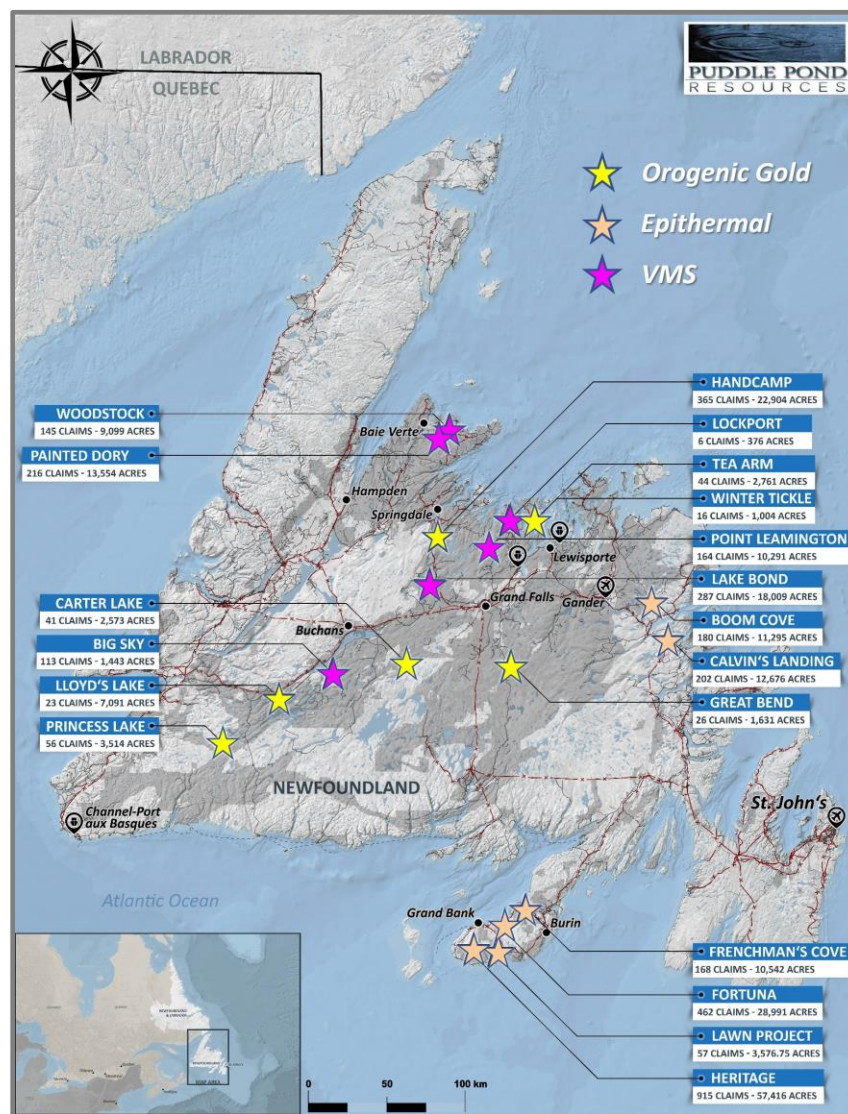 LABRADOR
QUEBEC
PUDDLE POND
RESOURCES
Orogenic Gold
Epithermal
VMS
HANDCAMP
365 CLAIMS - 22,904 ACRES
LOCKPORT
6 CLAIMS - 376 ACRES
TEA ARM
44 CLAIMS - 2,761 ACRES
WINTER TICKLE
16 CLAIMS - 1,004 ACRES
POINT LEAMINGTON
164 CLAIMS - 10,291 ACRES
LAKE BOND
287 CLAIMS - 18,009 ACRES
BOOM COVE
180 CLAIMS - 11,295 ACRES
CALVIN'S LANDING
202 CLAIMS - 12,676 ACRES
GREAT BEND
26 CLAIMS - 1,631 ACRES
WOODSTOCK
145 CLAIMS - 9,099 ACRES
PAINTED DORY
216 CLAIMS - 13,554 ACRES
Baie Verte
Hampden
Springdale
Lewisporte
Grand Falls
Gander
Buchans
CARTER LAKE
41 CLAIMS - 2,573 ACRES
BIG SKY
113 CLAIMS - 1,443 ACRES
LLOYD'S LAKE
23 CLAIMS - 7,091 ACRES
PRINCESS LAKE
56 CLAIMS - 3,514 ACRES
NEWFOUNDLAND
Channel-Port
aux Basques
St. John's
Atlantic Ocean
Grand Bank
Burin
FRENCHMAN'S COVE
168 CLAIMS - 10,542 ACRES
FORTUNA
462 CLAIMS - 28,991 ACRES
LAWN PROJECT
57 CLAIMS - 3,576.75 ACRES
HERITAGE
915 CLAIMS - 57,416 ACRES
0 50 100 km